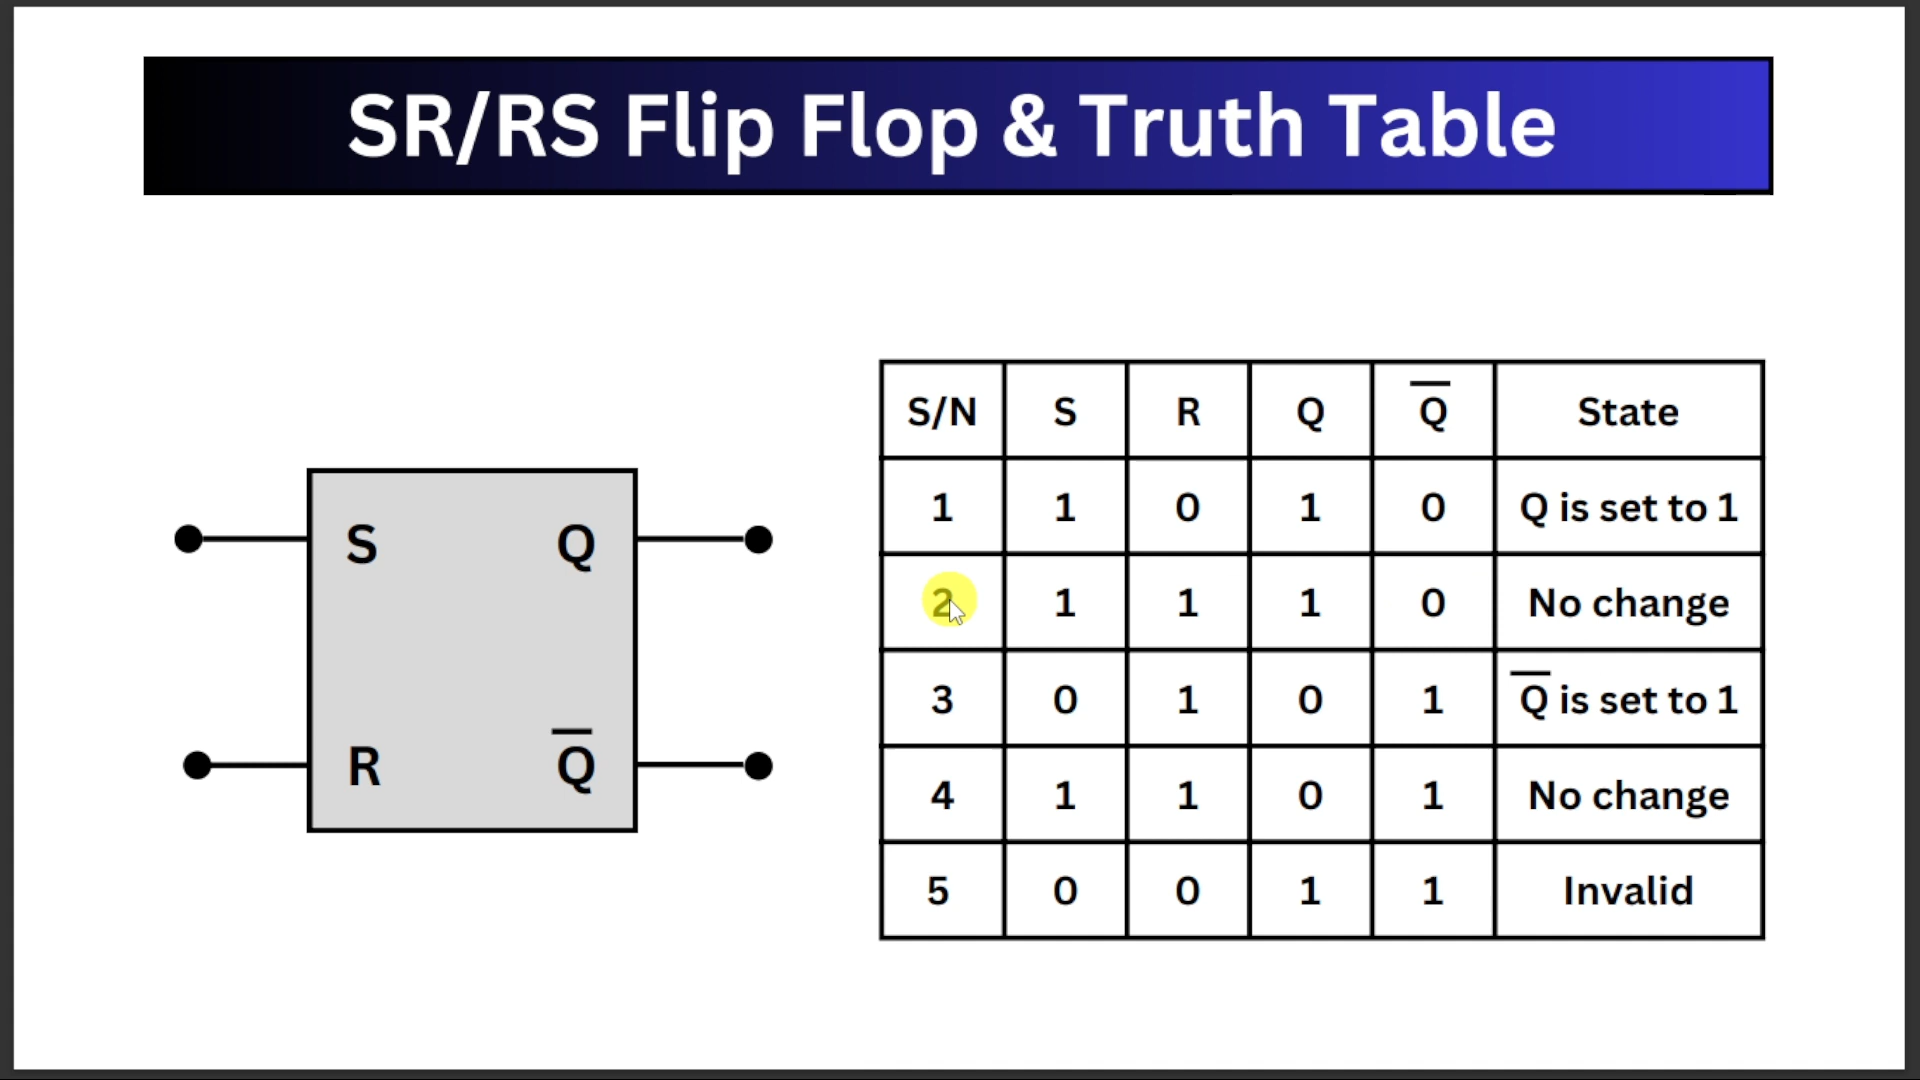 SR/RS Flip Flop & Truth Table
S Q
R Q̅
S/N S R Q Q̅ State
1 1 0 1 0 Q is set to 1
2 1 1 1 0 No change
3 0 1 0 1 Q̅ is set to 1
4 1 1 0 1 No change
5 0 0 1 1 Invalid